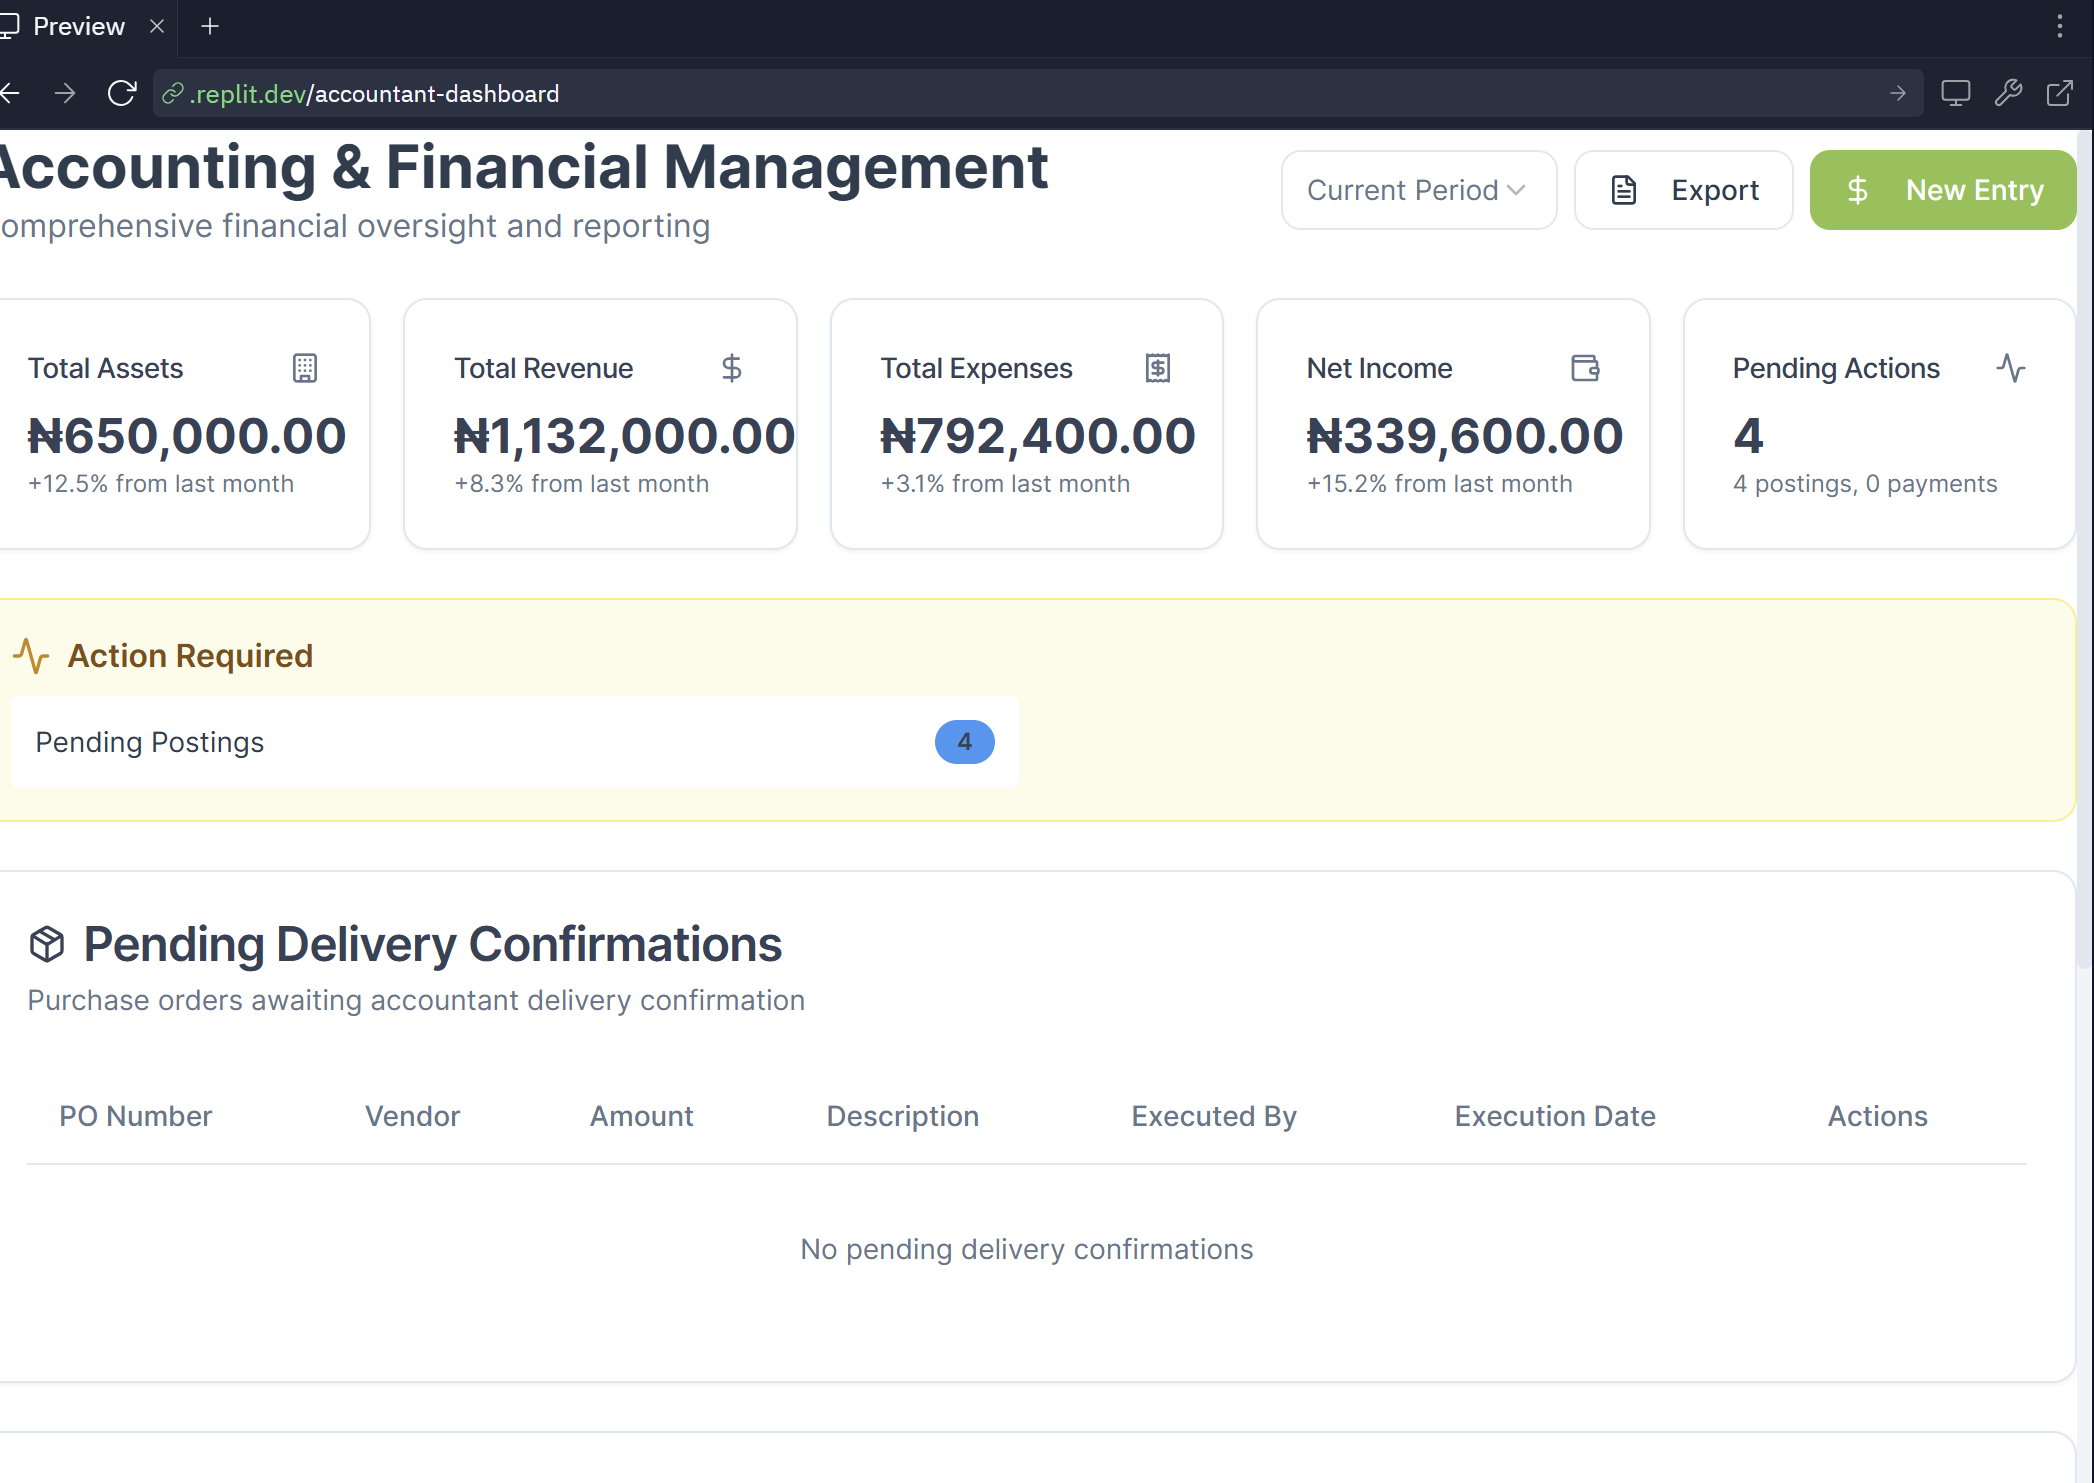 Preview
.replit.dev/accountant-dashboard
Accounting & Financial Management
omprehensive financial oversight and reporting
Current Period
Export
New Entry
Total Assets
₦650,000.00
+12.5% from last month
Total Revenue
₦1,132,000.00
+8.3% from last month
Total Expenses
₦792,400.00
+3.1% from last month
Net Income
₦339,600.00
+15.2% from last month
Pending Actions
4
4 postings, 0 payments
Action Required
Pending Postings 4
Pending Delivery Confirmations
Purchase orders awaiting accountant delivery confirmation
PO Number Vendor Amount Description Executed By Execution Date Actions
No pending delivery confirmations